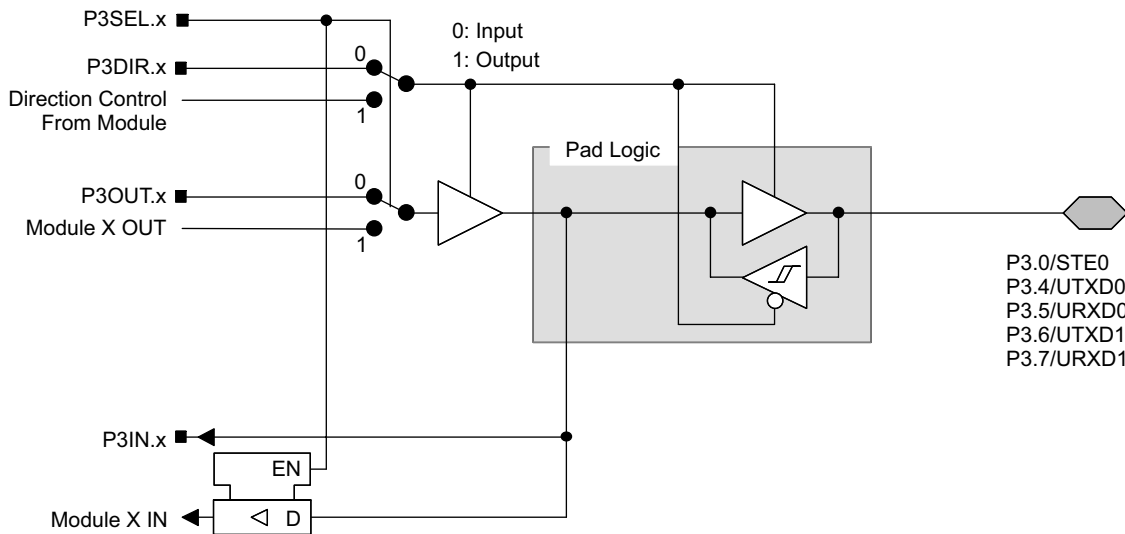 P3SEL.x
0: Input
1: Output
0
P3DIR.x
Direction Control
From Module
1
Pad Logic
0
P3OUT.x
Module X OUT
1
P3.0/STE0
P3.4/UTXD0
P3.5/URXD0
P3.6/UTXD1
P3.7/URXD1
P3IN.x
EN
Module X IN
D